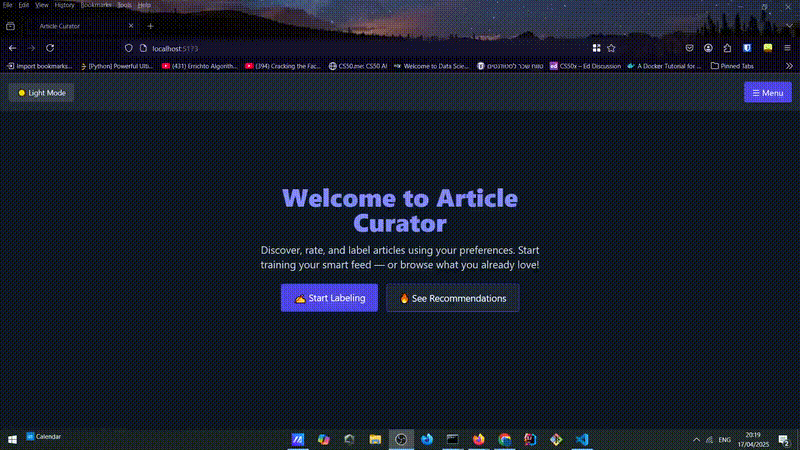 File Edit View History Bookmarks Tools Help
Article Curator
localhost:5173
Import bookmarks... [Python] Powerful Ulti... (431) Errichto Algorith... (394) Cracking the Fac... CS50.me: CS50 AI Welcome to Data Scie... טווח שכר לסטודנטים CS50x – Ed Discussion A Docker Tutorial for ... Pinned Tabs
Light Mode
☰ Menu
Welcome to Article
Curator
Discover, rate, and label articles using your preferences. Start
training your smart feed — or browse what you already love!
✍ Start Labeling
🔥 See Recommendations
Calendar
ENG
20:19
17/04/2025
2